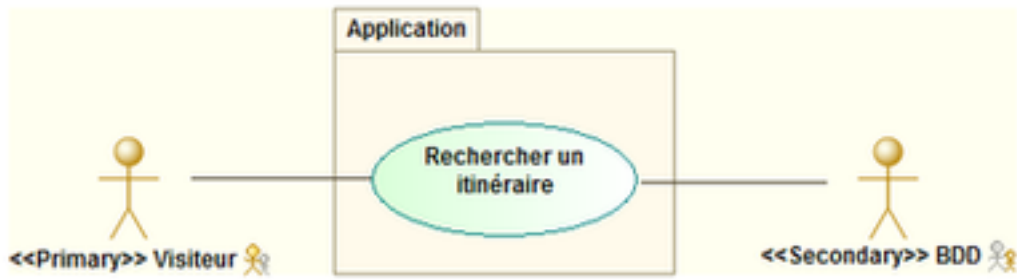 Application
Rechercher un
itinéraire
<<Primary>> Visiteur
<<Secondary>> BDD